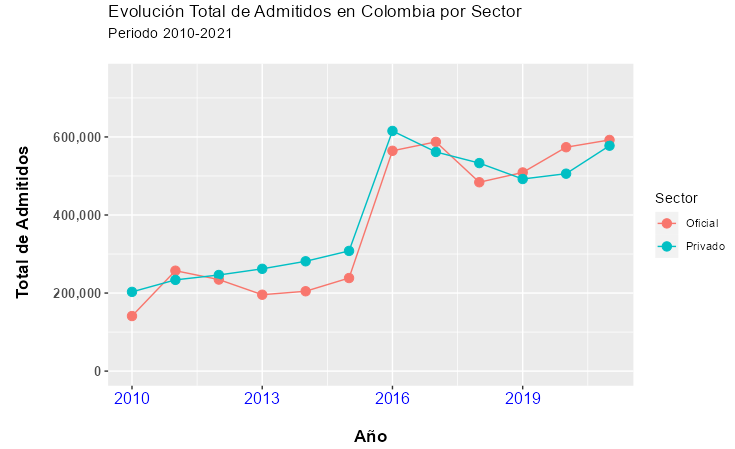 Evolución Total de Admitidos en Colombia por Sector
Periodo 2010-2021
Total de Admitidos
600,000
400,000
200,000
0
2010 2013 2016 2019
Año
Sector
Oficial
Privado